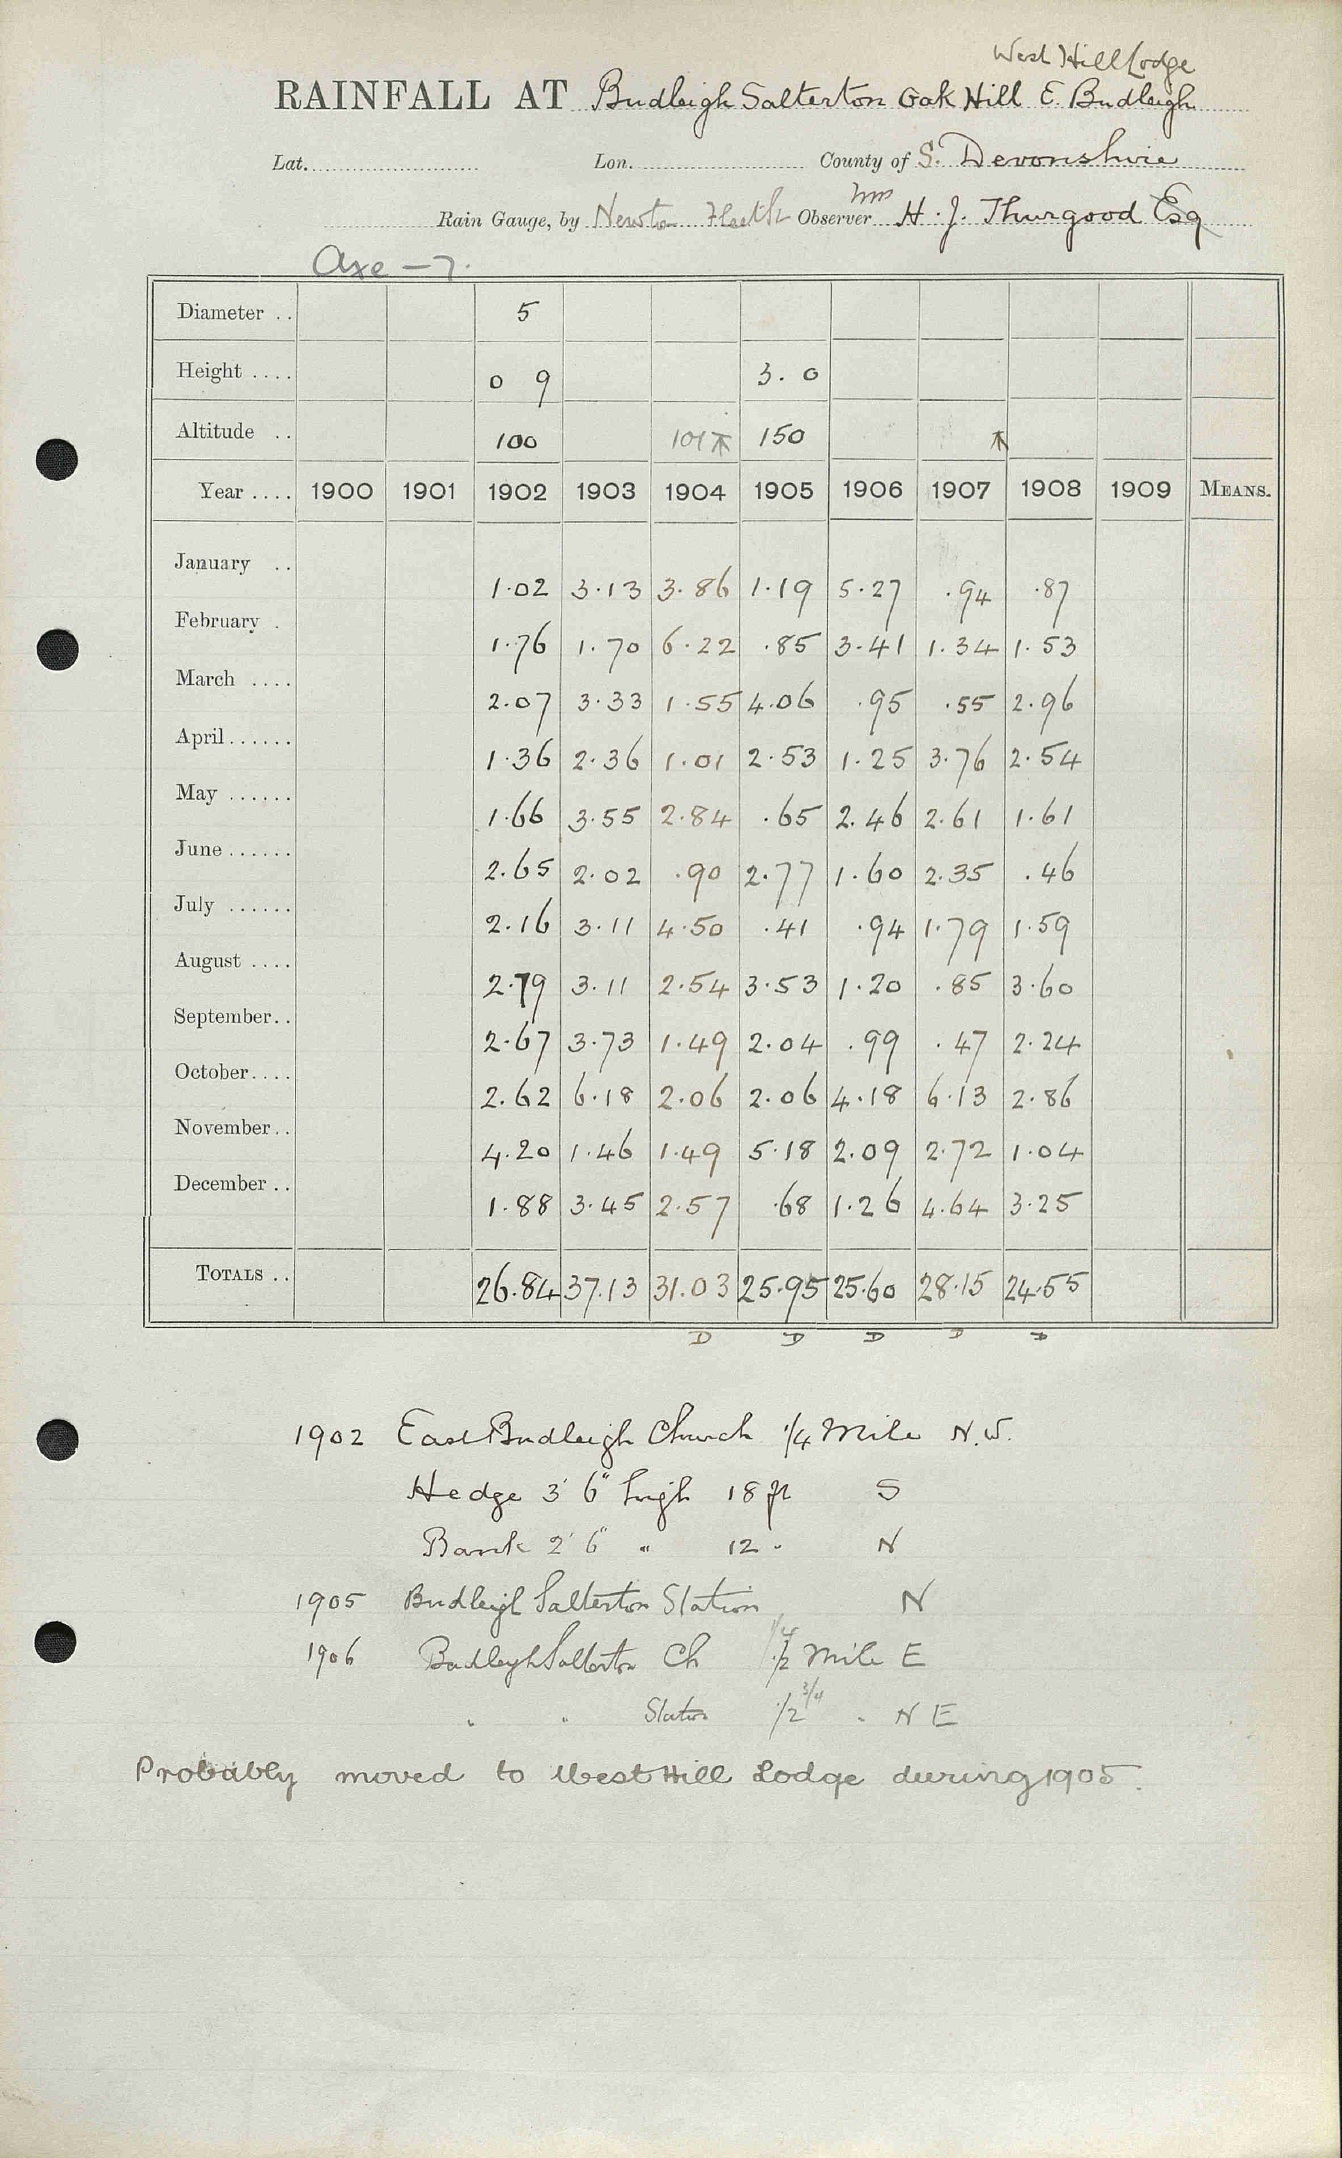 West Hill Lodge
RAINFALL AT Budleigh Salterton Oak Hill E. Budleigh
Lat. Lon. County of S. Devonshire
Rain Gauge, by Newton Heath Observer H. J. Thurgood Esq
Axe - 7.
Diameter .. 5
Height .... 0 9 3. 0
Altitude .. 100 101 150
Year .... 1900 1901 1902 1903 1904 1905 1906 1907 1908 1909 MEANS.
January .. 1.02 3.13 3.86 1.19 5.27 .94 .87
February . 1.76 1.70 6.22 .85 3.41 1.34 1.53
March .... 2.07 3.33 1.55 4.06 .95 .55 2.96
April ...... 1.36 2.36 1.01 2.53 1.25 3.76 2.54
May ...... 1.66 3.55 2.84 .65 2.46 2.61 1.61
June ...... 2.65 2.02 .90 2.77 1.60 2.35 .46
July ...... 2.16 3.11 4.50 .41 .94 1.79 1.59
August .... 2.79 3.11 2.54 3.53 1.20 .85 3.60
September .. 2.67 3.73 1.49 2.04 .99 .47 2.24
October .... 2.62 6.18 2.06 2.06 4.18 6.13 2.86
November .. 4.20 1.46 1.49 5.18 2.09 2.72 1.04
December .. 1.88 3.45 2.57 .68 1.26 4.64 3.25
TOTALS .. 26.84 37.13 31.03 25.95 25.60 28.15 24.55
D D D D D
1902 East Budleigh Church 1/4 Mile N.W.
Hedge 3' 6" high 18 ft S
Bank 2' 6" " 12 " N
1905 Budleigh Salterton Station N
1906 Budleigh Salterton Ch 1/4 1/2 Mile E
" " Station 1/2 3/4 " N E
Probably moved to West Hill Lodge during 1905.